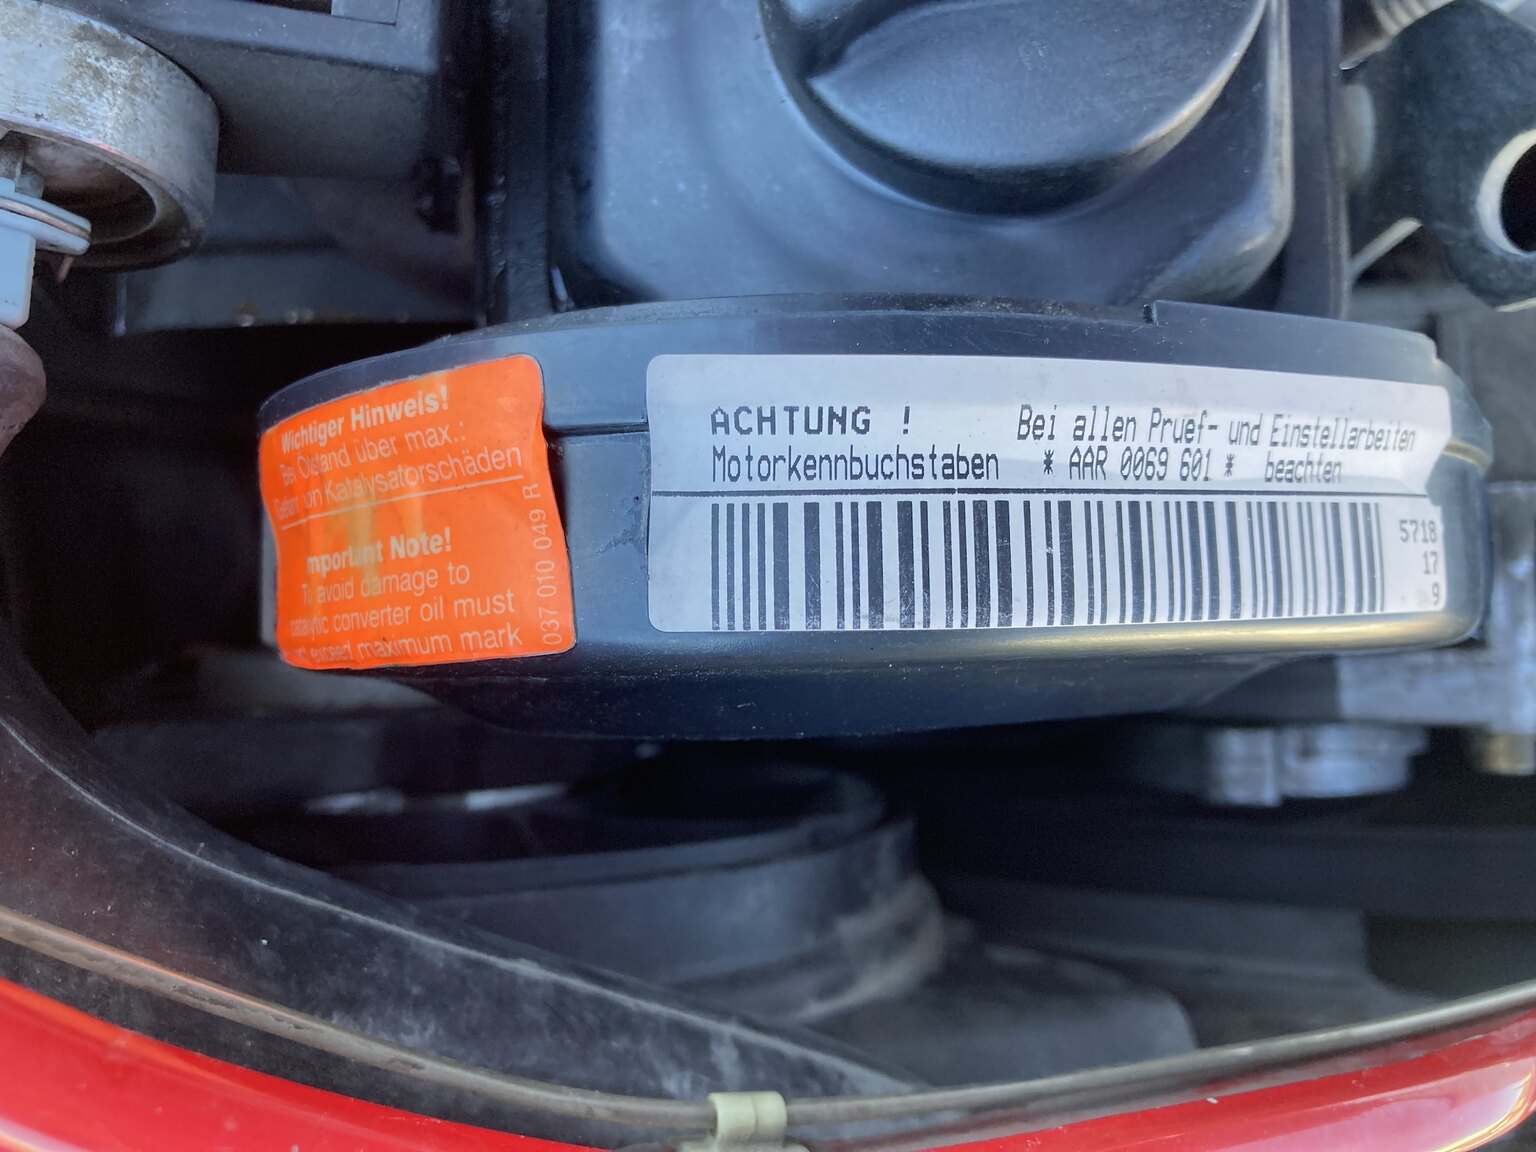 Wichtiger Hinweis!
Bei Ölstand über max.:
Gefahr von Katalysatorschäden
Important Note!
To avoid damage to
catalytic converter oil must
exceed maximum mark
037 010 049 R
ACHTUNG ! Bei allen Pruef- und Einstellarbeiten
Motorkennbuchstaben * AAR 0069 601 * beachten
5718
17
9